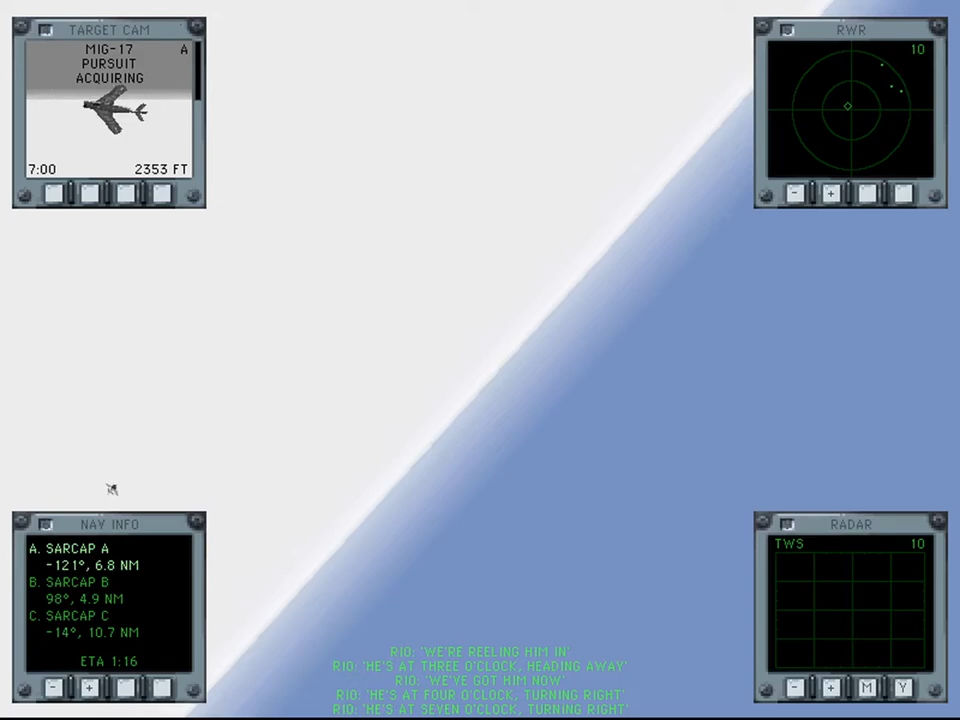 TARGET CAM
MIG-17 A
PURSUIT
ACQUIRING
7:00 2353 FT
RWR
10
- +
NAV INFO
A. SARCAP A
-121°, 6.8 NM
B. SARCAP B
98°, 4.9 NM
C. SARCAP C
-14°, 10.7 NM
ETA 1:16
- +
RADAR
TWS 10
- + M Y
RIO: 'WE'RE REELING HIM IN'
RIO: 'HE'S AT THREE O'CLOCK, HEADING AWAY'
RIO: 'WE'VE GOT HIM NOW'
RIO: 'HE'S AT FOUR O'CLOCK, TURNING RIGHT'
RIO: 'HE'S AT SEVEN O'CLOCK, TURNING RIGHT'